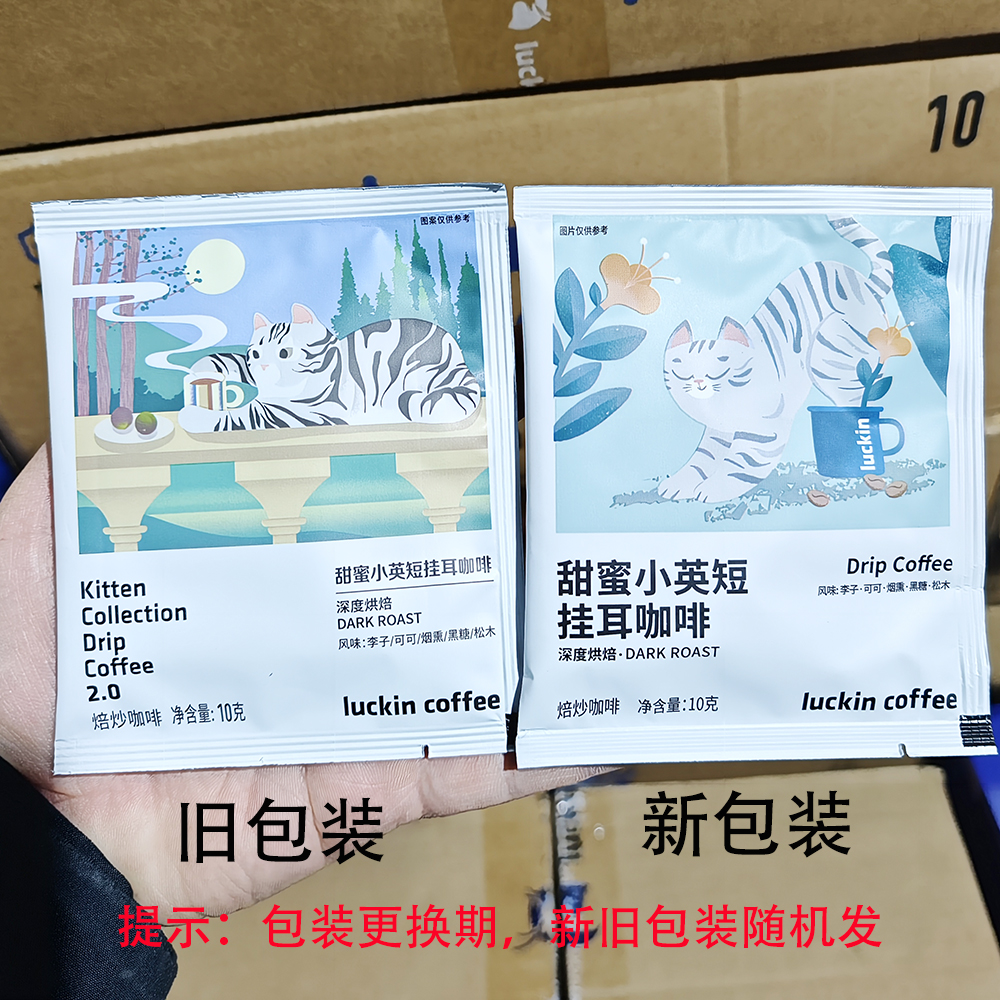 luck
10
图案仅供参考
b
Kitten
Collection
Drip
Coffee
2.0
焙炒咖啡 净含量:10克
甜蜜小英短挂耳咖啡
深度烘焙
DARK ROAST
风味:李子/可可/烟熏/黑糖/松木
luckin coffee
图片仅供参考
luckin
甜蜜小英短
挂耳咖啡
深度烘焙·DARK ROAST
Drip Coffee
风味:李子·可可·烟熏·黑糖·松木
焙炒咖啡 净含量:10克
luckin coffee
旧包装
新包装
提示：包装更换期，新旧包装随机发